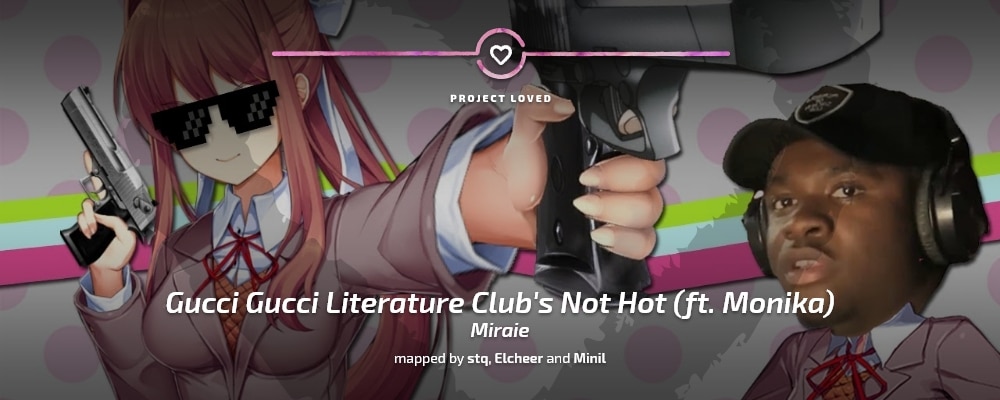 PROJECT LOVED
Gucci Gucci Literature Club's Not Hot (ft. Monika)
Miraie
mapped by stq, Elcheer and Minil